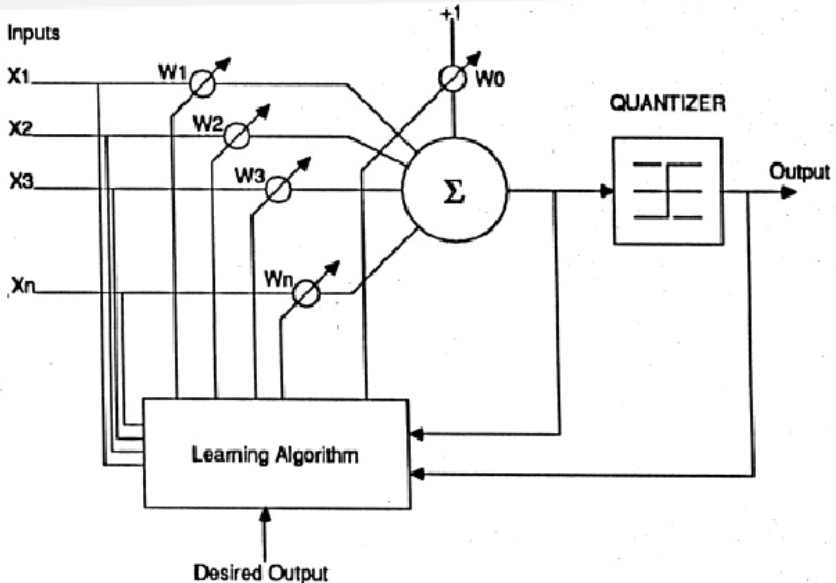 Inputs
+1
X1
W1
W0
QUANTIZER
X2
W2
X3
W3
Σ
Output
Xn
Wn
Learning Algorithm
Desired Output